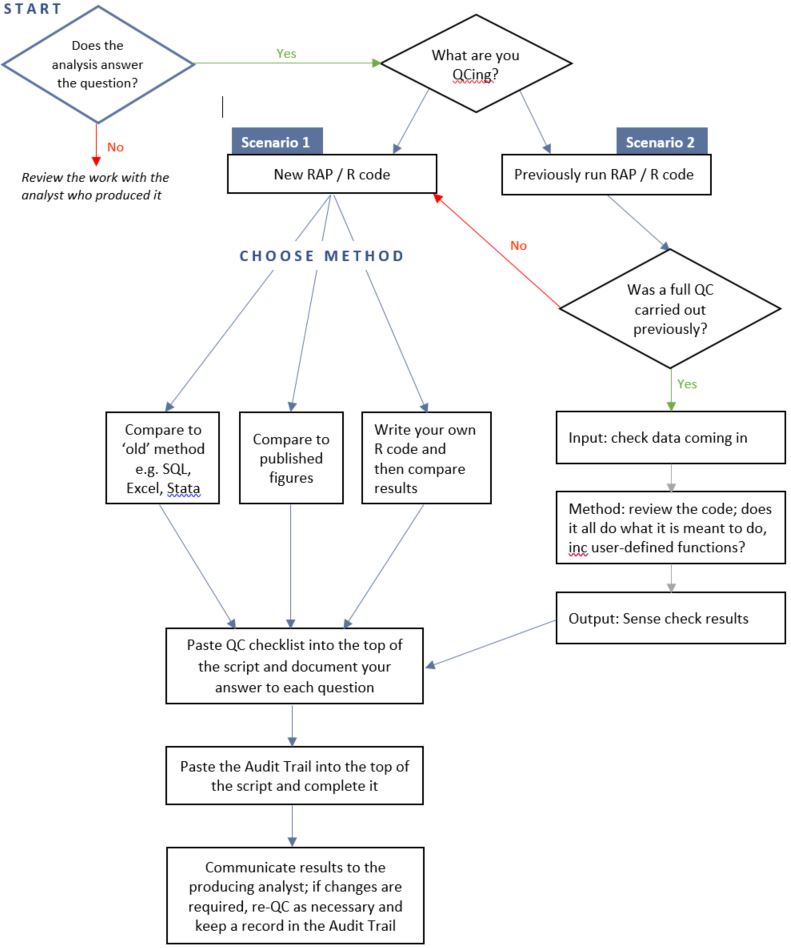 START
Does the
analysis answer
the question?
Yes
What are you
QCing?
No
Review the work with the
analyst who produced it
Scenario 1
New RAP / R code
Scenario 2
Previously run RAP / R code
CHOOSE METHOD
No
Was a full QC
carried out
previously?
Yes
Compare to
‘old’ method
e.g. SQL,
Excel, Stata
Compare to
published
figures
Write your own
R code and
then compare
results
Input: check data coming in
Method: review the code; does
it all do what it is meant to do,
inc user-defined functions?
Output: Sense check results
Paste QC checklist into the top of
the script and document your
answer to each question
Paste the Audit Trail into the top of
the script and complete it
Communicate results to the
producing analyst; if changes are
required, re-QC as necessary and
keep a record in the Audit Trail